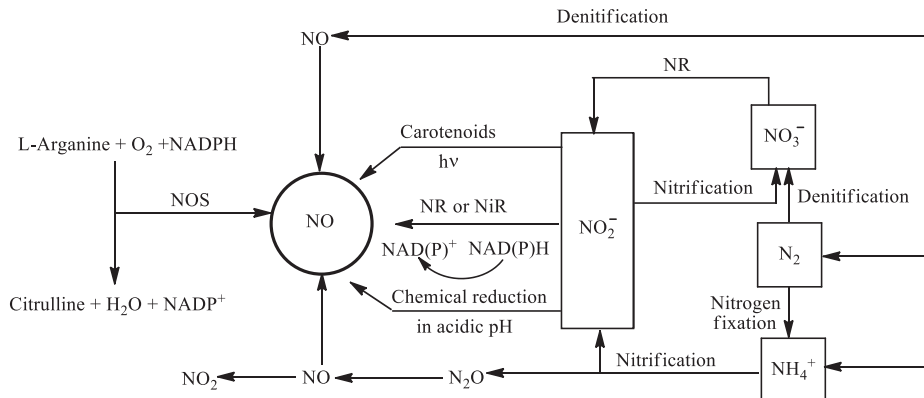 Denitification
NO
NR
L-Arganine + O₂ +NADPH
Carotenoids
hν
NO₃⁻
NOS
NO
NR or NiR
NO₂⁻
Nitrification
Denitification
NAD(P)⁺ NAD(P)H
N₂
Citrulline + H₂O + NADP⁺
Chemical reduction
in acidic pH
Nitrogen
fixation
NO₂
NO
N₂O
Nitrification
NH₄⁺